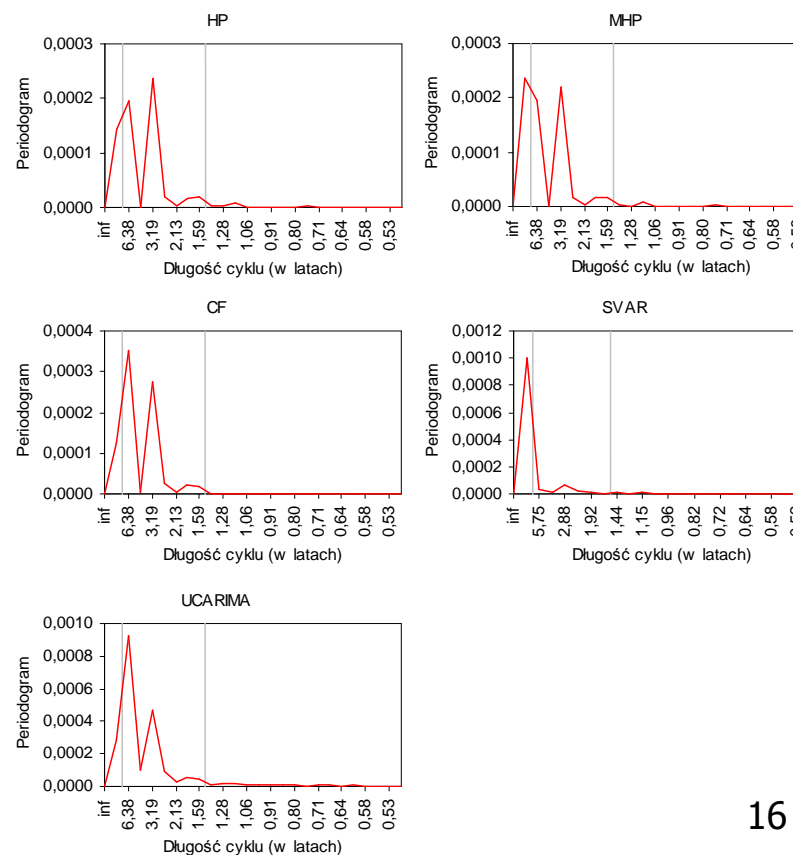 HP
Periodogram
0,0003
0,0002
0,0001
0,0000
inf 6,38 3,19 2,13 1,59 1,28 1,06 0,91 0,80 0,71 0,64 0,58 0,53
Długość cyklu (w latach)
MHP
Periodogram
0,0003
0,0002
0,0001
0,0000
inf 6,38 3,19 2,13 1,59 1,28 1,06 0,91 0,80 0,71 0,64 0,58
Długość cyklu (w latach)
CF
Periodogram
0,0004
0,0003
0,0002
0,0001
0,0000
inf 6,38 3,19 2,13 1,59 1,28 1,06 0,91 0,80 0,71 0,64 0,58 0,53
Długość cyklu (w latach)
SVAR
Periodogram
0,0012
0,0010
0,0008
0,0006
0,0004
0,0002
0,0000
inf 5,75 2,88 1,92 1,44 1,15 0,96 0,82 0,72 0,64 0,58
Długość cyklu (w latach)
UCARIMA
Periodogram
0,0010
0,0008
0,0006
0,0004
0,0002
0,0000
inf 6,38 3,19 2,13 1,59 1,28 1,06 0,91 0,80 0,71 0,64 0,58 0,53
Długość cyklu (w latach)
16